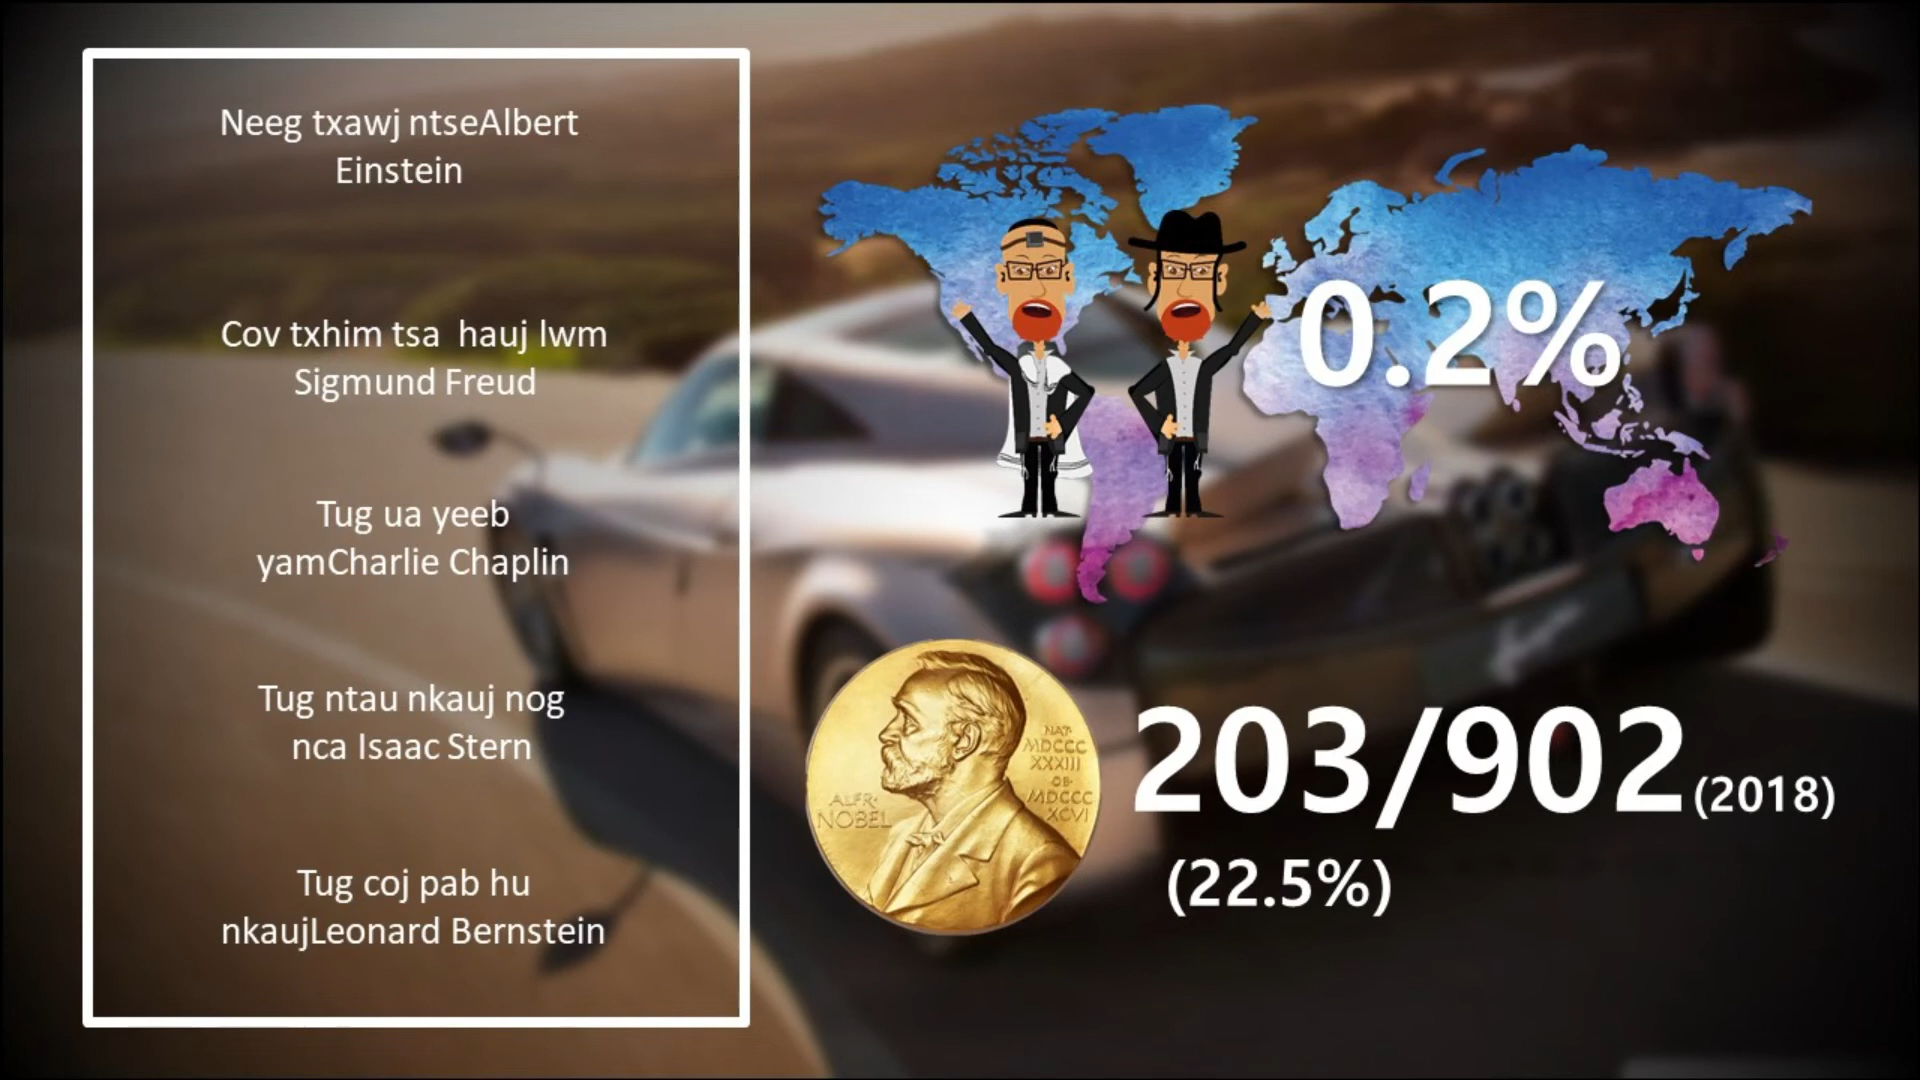 Neeg txawj ntseAlbert
Einstein
Cov txhim tsa hauj lwm
Sigmund Freud
Tug ua yeeb
yamCharlie Chaplin
Tug ntau nkauj nog
nca Isaac Stern
Tug coj pab hu
nkaujLeonard Bernstein
0.2%
ALFR·
NOBEL
NAT·
MDCCC
XXXIII
OB·
MDCCC
XCVI
203/902 (2018)
(22.5%)